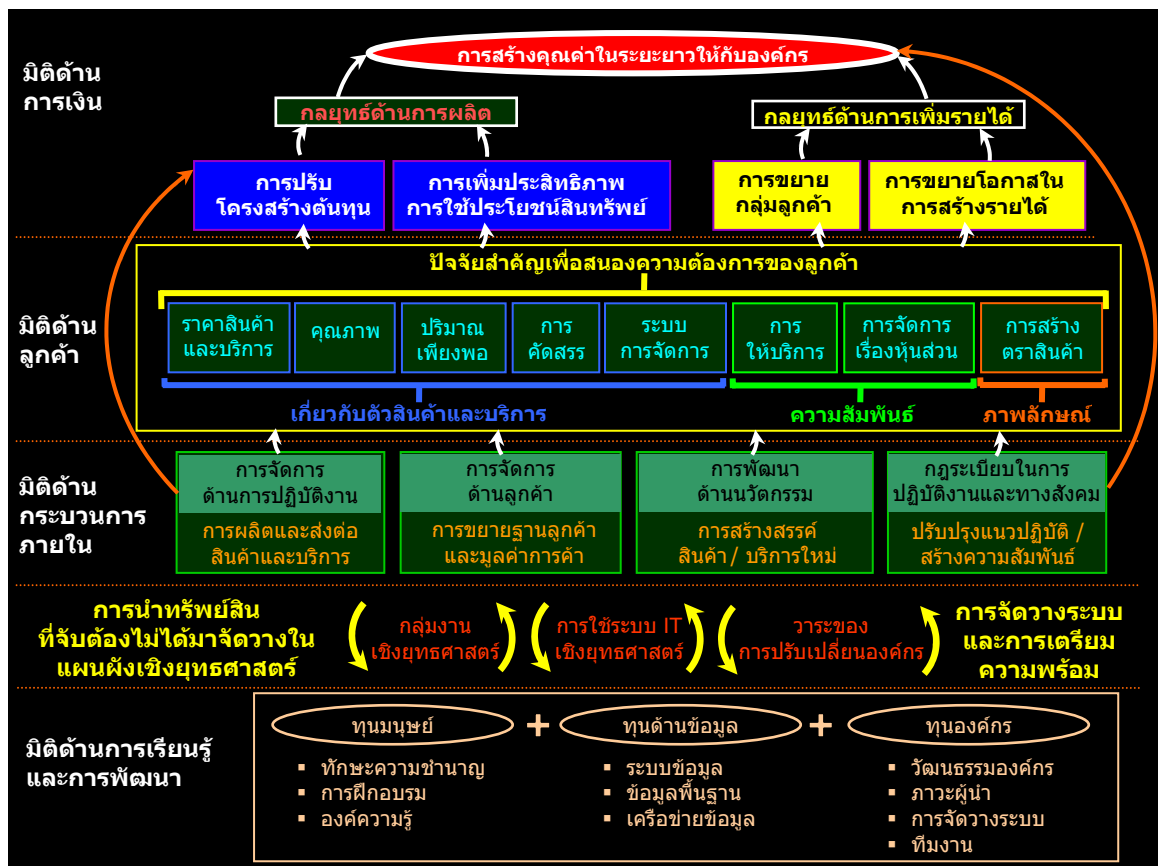 การสร้างคุณค่าในระยะยาวให้กับองค์กร
มิติด้าน
การเงิน
กลยุทธ์ด้านการผลิต
กลยุทธ์ด้านการเพิ่มรายได้
การปรับ
โครงสร้างต้นทุน
การเพิ่มประสิทธิภาพ
การใช้ประโยชน์สินทรัพย์
การขยาย
กลุ่มลูกค้า
การขยายโอกาสใน
การสร้างรายได้
ปัจจัยสำคัญเพื่อสนองความต้องการของลูกค้า
มิติด้าน
ลูกค้า
ราคาสินค้า
และบริการ
คุณภาพ
ปริมาณ
เพียงพอ
การ
คัดสรร
ระบบ
การจัดการ
การ
ให้บริการ
การจัดการ
เรื่องหุ้นส่วน
การสร้าง
ตราสินค้า
เกี่ยวกับตัวสินค้าและบริการ
ความสัมพันธ์
ภาพลักษณ์
มิติด้าน
กระบวนการ
ภายใน
การจัดการ
ด้านการปฏิบัติงาน
การผลิตและส่งต่อ
สินค้าและบริการ
การจัดการ
ด้านลูกค้า
การขยายฐานลูกค้า
และมูลค่าการค้า
การพัฒนา
ด้านนวัตกรรม
การสร้างสรรค์
สินค้า / บริการใหม่
กฎระเบียบในการ
ปฏิบัติงานและทางสังคม
ปรับปรุงแนวปฏิบัติ /
สร้างความสัมพันธ์
การนำทรัพย์สิน
ที่จับต้องไม่ได้มาจัดวางใน
แผนผังเชิงยุทธศาสตร์
กลุ่มงาน
เชิงยุทธศาสตร์
การใช้ระบบ IT
เชิงยุทธศาสตร์
วาระของ
การปรับเปลี่ยนองค์กร
การจัดวางระบบ
และการเตรียม
ความพร้อม
มิติด้านการเรียนรู้
และการพัฒนา
ทุนมนุษย์
+
ทุนด้านข้อมูล
+
ทุนองค์กร
▪ ทักษะความชำนาญ
▪ การฝึกอบรม
▪ องค์ความรู้
▪ ระบบข้อมูล
▪ ข้อมูลพื้นฐาน
▪ เครือข่ายข้อมูล
▪ วัฒนธรรมองค์กร
▪ ภาวะผู้นำ
▪ การจัดวางระบบ
▪ ทีมงาน